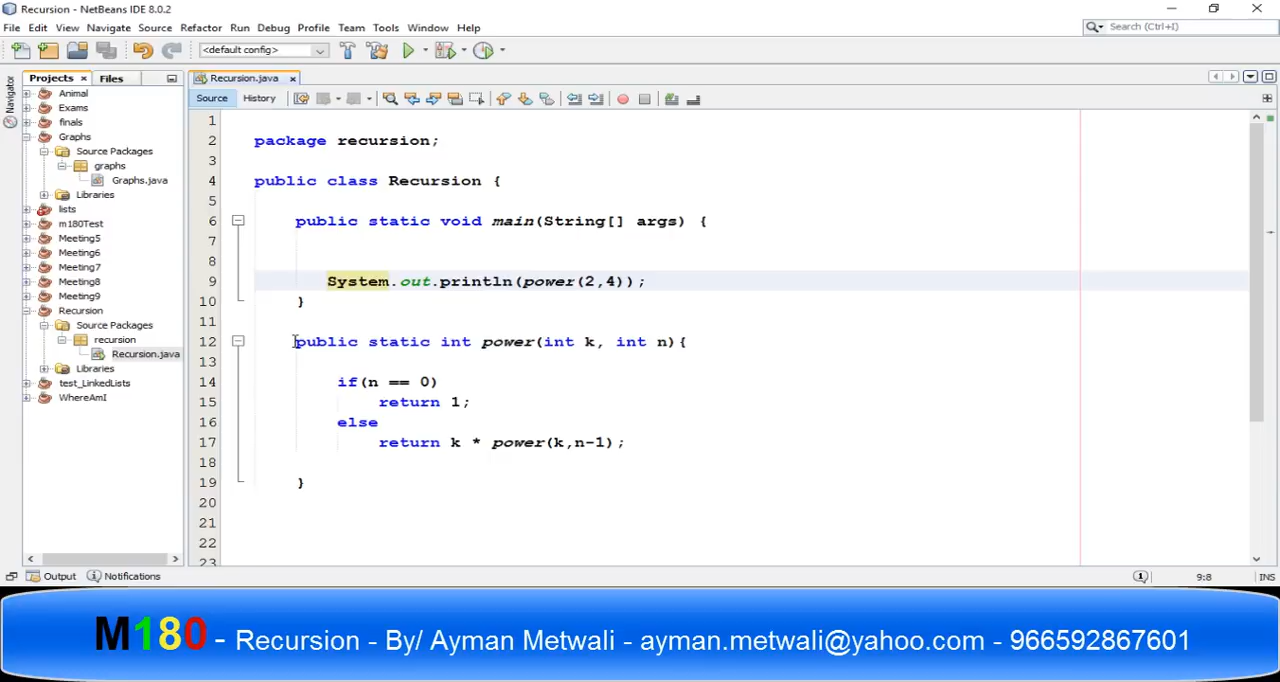 Recursion - NetBeans IDE 8.0.2
File Edit View Navigate Source Refactor Run Debug Profile Team Tools Window Help
Search (Ctrl+I)
<default config>
Projects × Files
Recursion.java ×
Navigator
Source History
Animal
Exams
finals
Graphs
Source Packages
graphs
Graphs.java
Libraries
lists
m180Test
Meeting5
Meeting6
Meeting7
Meeting8
Meeting9
Recursion
Source Packages
recursion
Recursion.java
Libraries
test_LinkedLists
WhereAmI
1
2 package recursion;
3
4 public class Recursion {
5
6 public static void main(String[] args) {
7
8
9 System.out.println(power(2,4));
10 }
11
12 public static int power(int k, int n){
13
14 if(n == 0)
15 return 1;
16 else
17 return k * power(k,n-1);
18
19 }
20
21
22
23
Output Notifications
1 9:8 INS
M180 - Recursion - By/ Ayman Metwali - ayman.metwali@yahoo.com - 966592867601